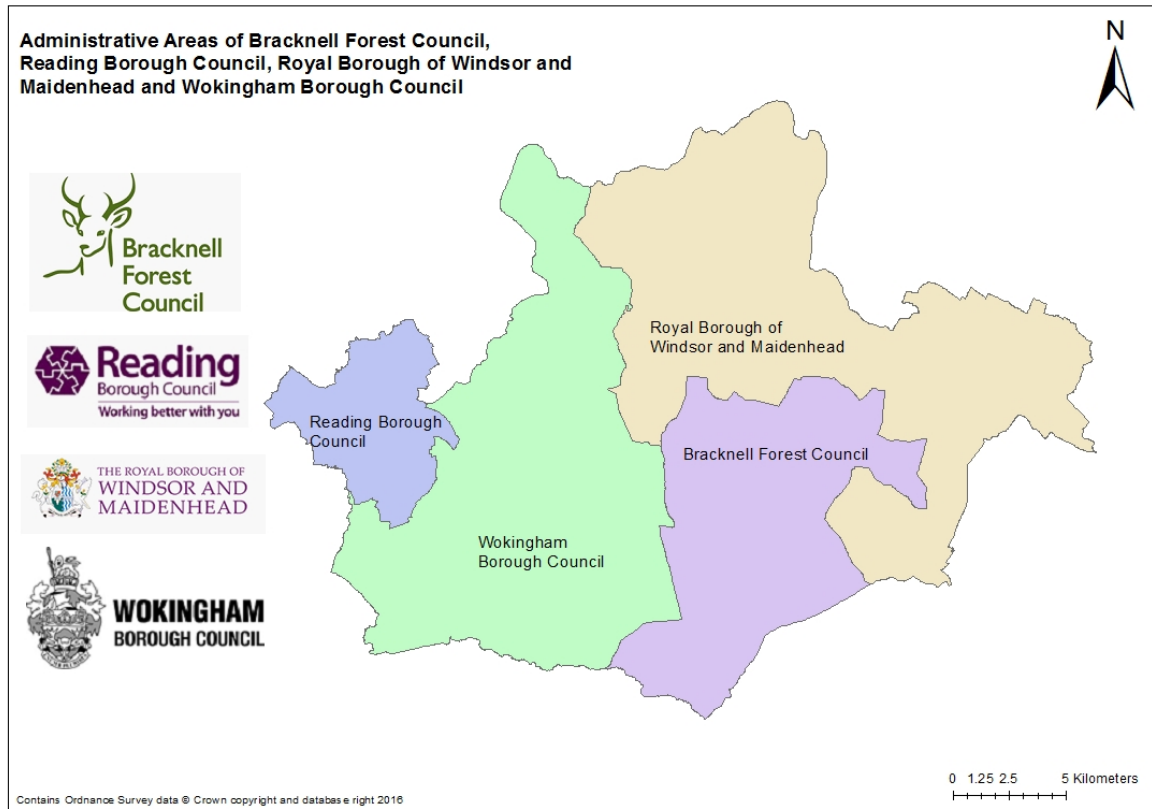 Administrative Areas of Bracknell Forest Council,
Reading Borough Council, Royal Borough of Windsor and
Maidenhead and Wokingham Borough Council
N
Bracknell
Forest
Council
Reading
Borough Council
Working better with you
THE ROYAL BOROUGH OF
WINDSOR AND
MAIDENHEAD
WOKINGHAM
BOROUGH COUNCIL
Royal Borough of
Windsor and Maidenhead
Reading Borough
Council
Bracknell Forest Council
Wokingham
Borough Council
0 1.25 2.5 5 Kilometers
Contains Ordnance Survey data © Crown copyright and database right 2016